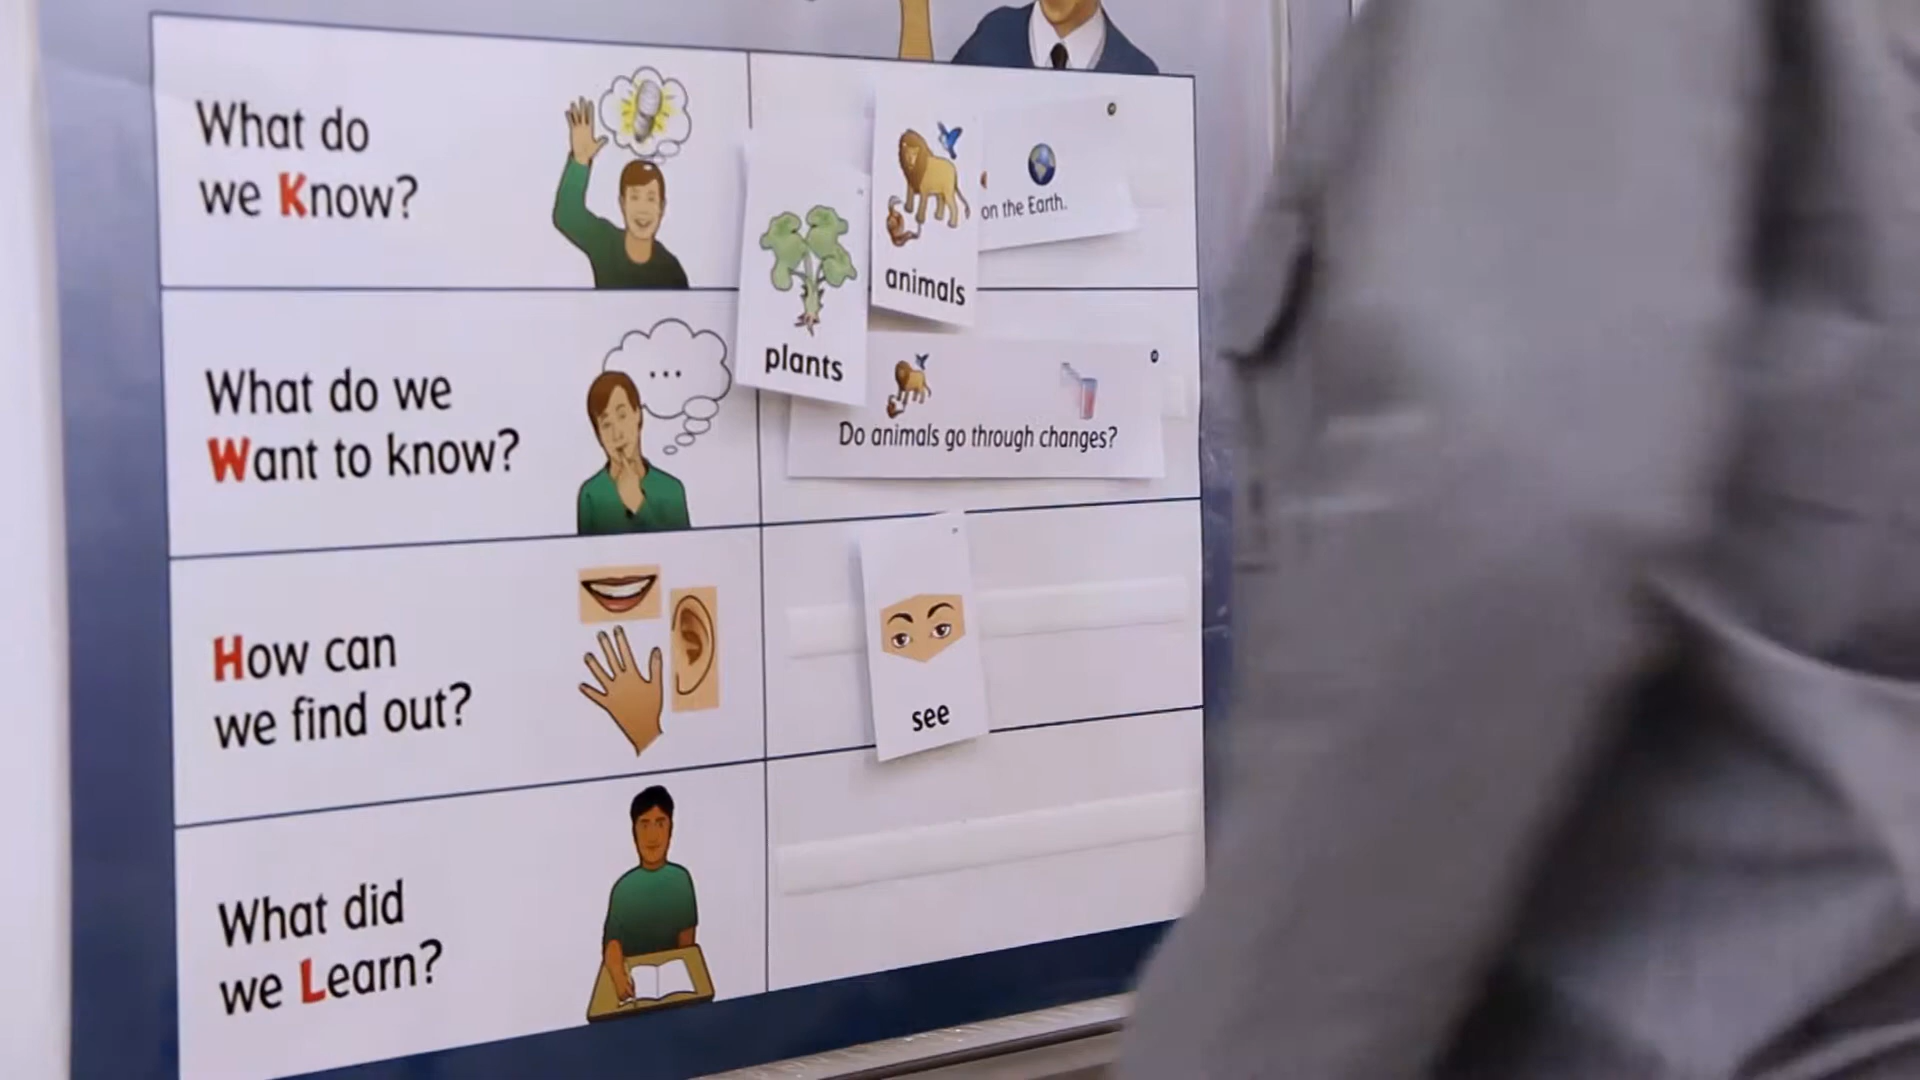 What do
we Know?
animals
on the Earth.
plants
What do we
Want to know?
...
Do animals go through changes?
How can
we find out?
see
What did
we Learn?